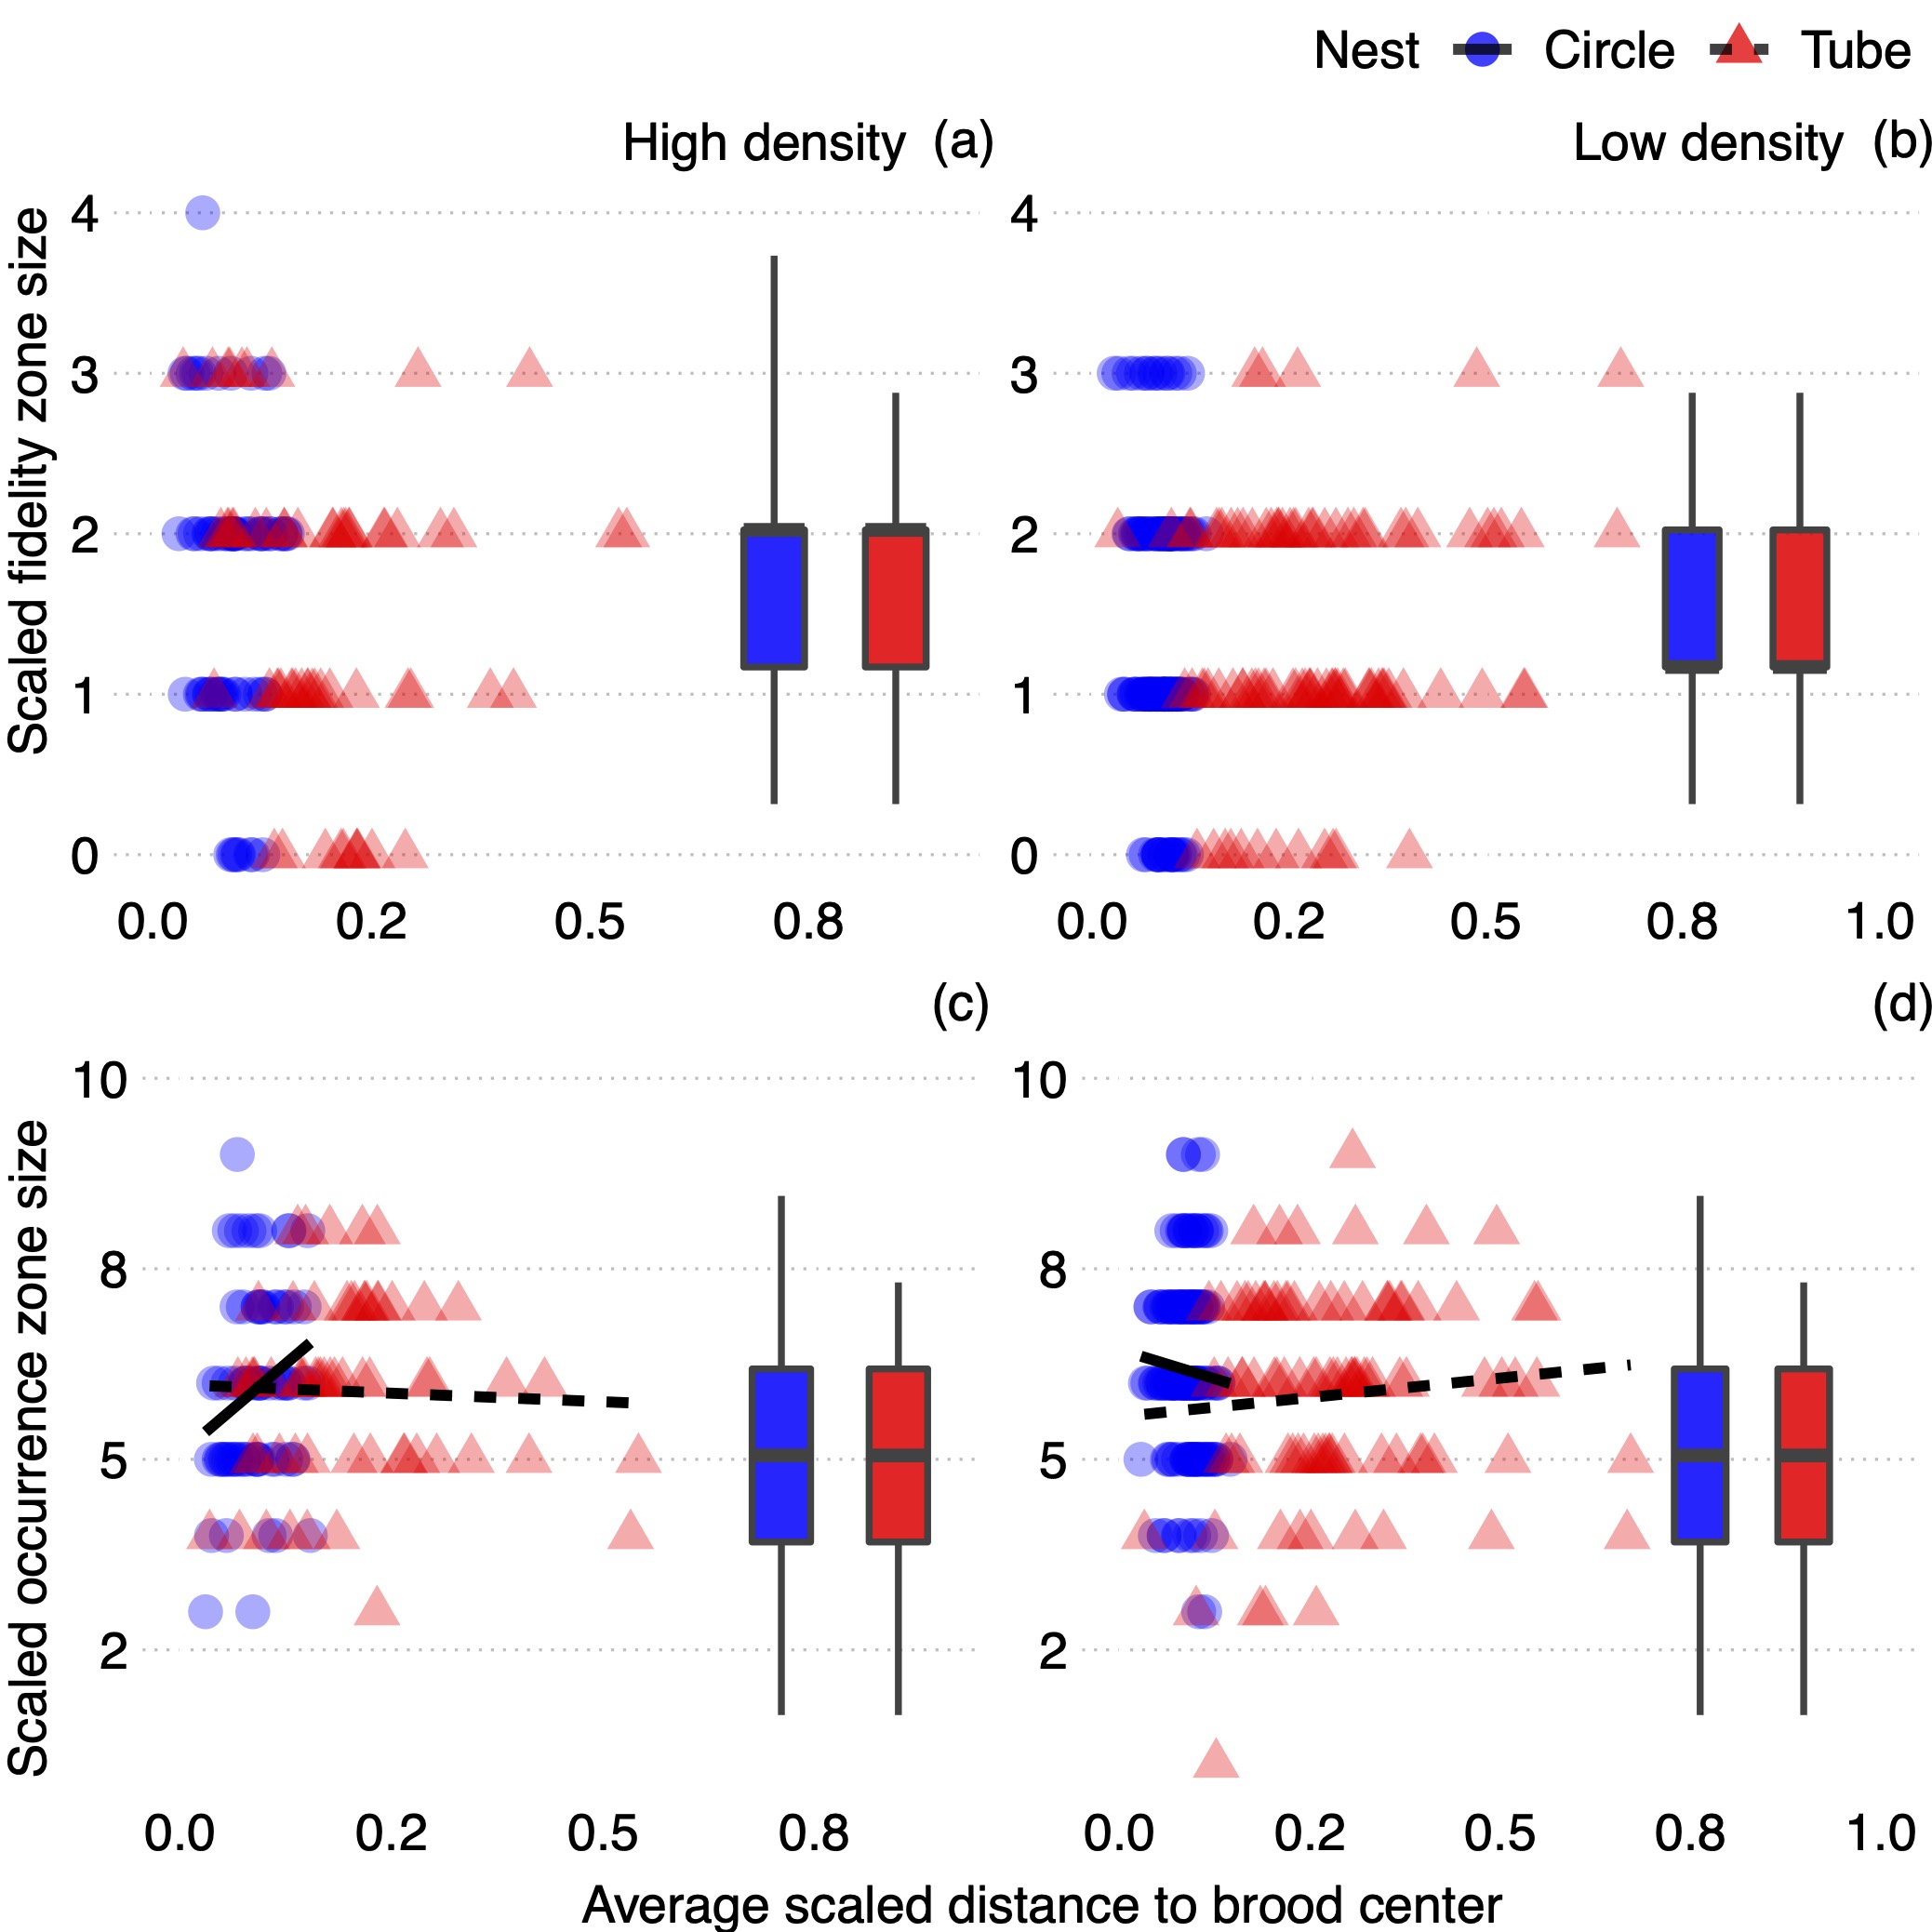 Nest Circle Tube
High density (a)
Low density (b)
Scaled fidelity zone size
4
3
2
1
0
0.0 0.2 0.5 0.8
4
3
2
1
0
0.0 0.2 0.5 0.8 1.0
(c)
(d)
Scaled occurrence zone size
10
8
5
2
0.0 0.2 0.5 0.8
10
8
5
2
0.0 0.2 0.5 0.8 1.0
Average scaled distance to brood center